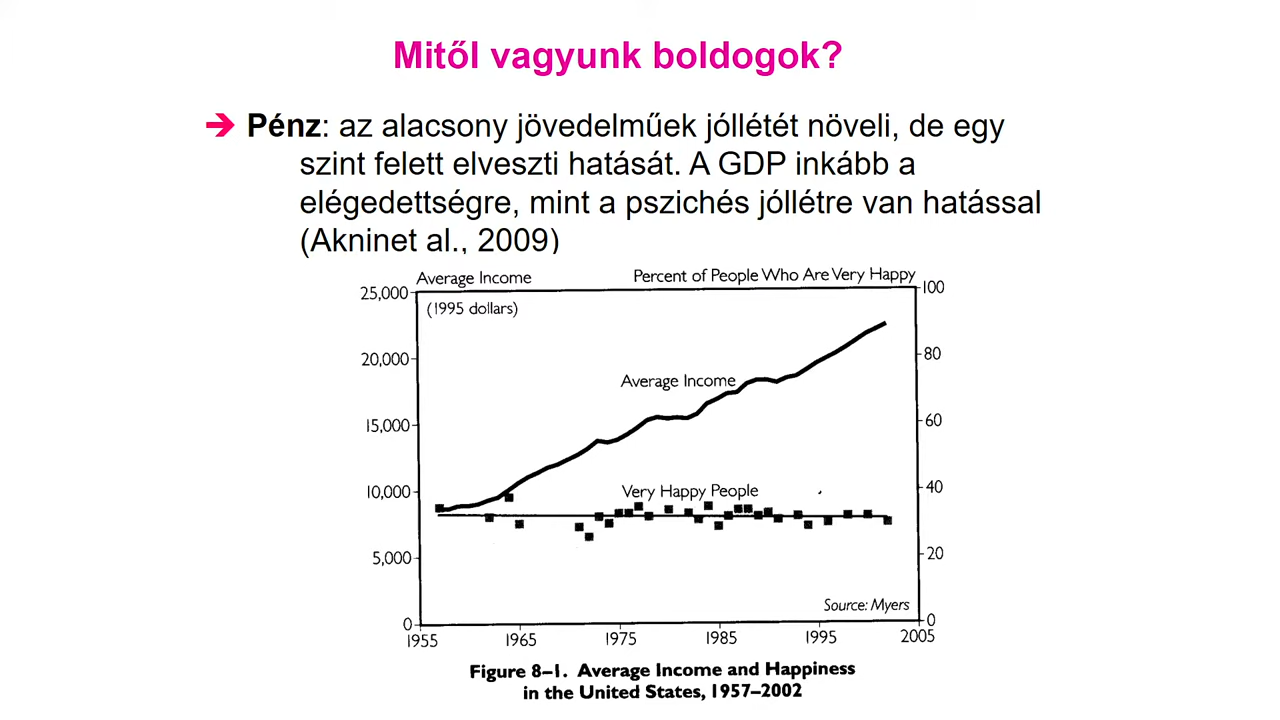 Mitől vagyunk boldogok?
➔ Pénz: az alacsony jövedelműek jóllétét növeli, de egy
szint felett elveszti hatását. A GDP inkább a
elégedettségre, mint a pszichés jóllétre van hatással
(Akninet al., 2009)
Average Income
Percent of People Who Are Very Happy
25,000
100
(1995 dollars)
20,000
80
Average Income
15,000
60
10,000
Very Happy People
40
5,000
20
Source: Myers
0
0
1955
1965
1975
1985
1995
2005
Figure 8–1. Average Income and Happiness
in the United States, 1957–2002